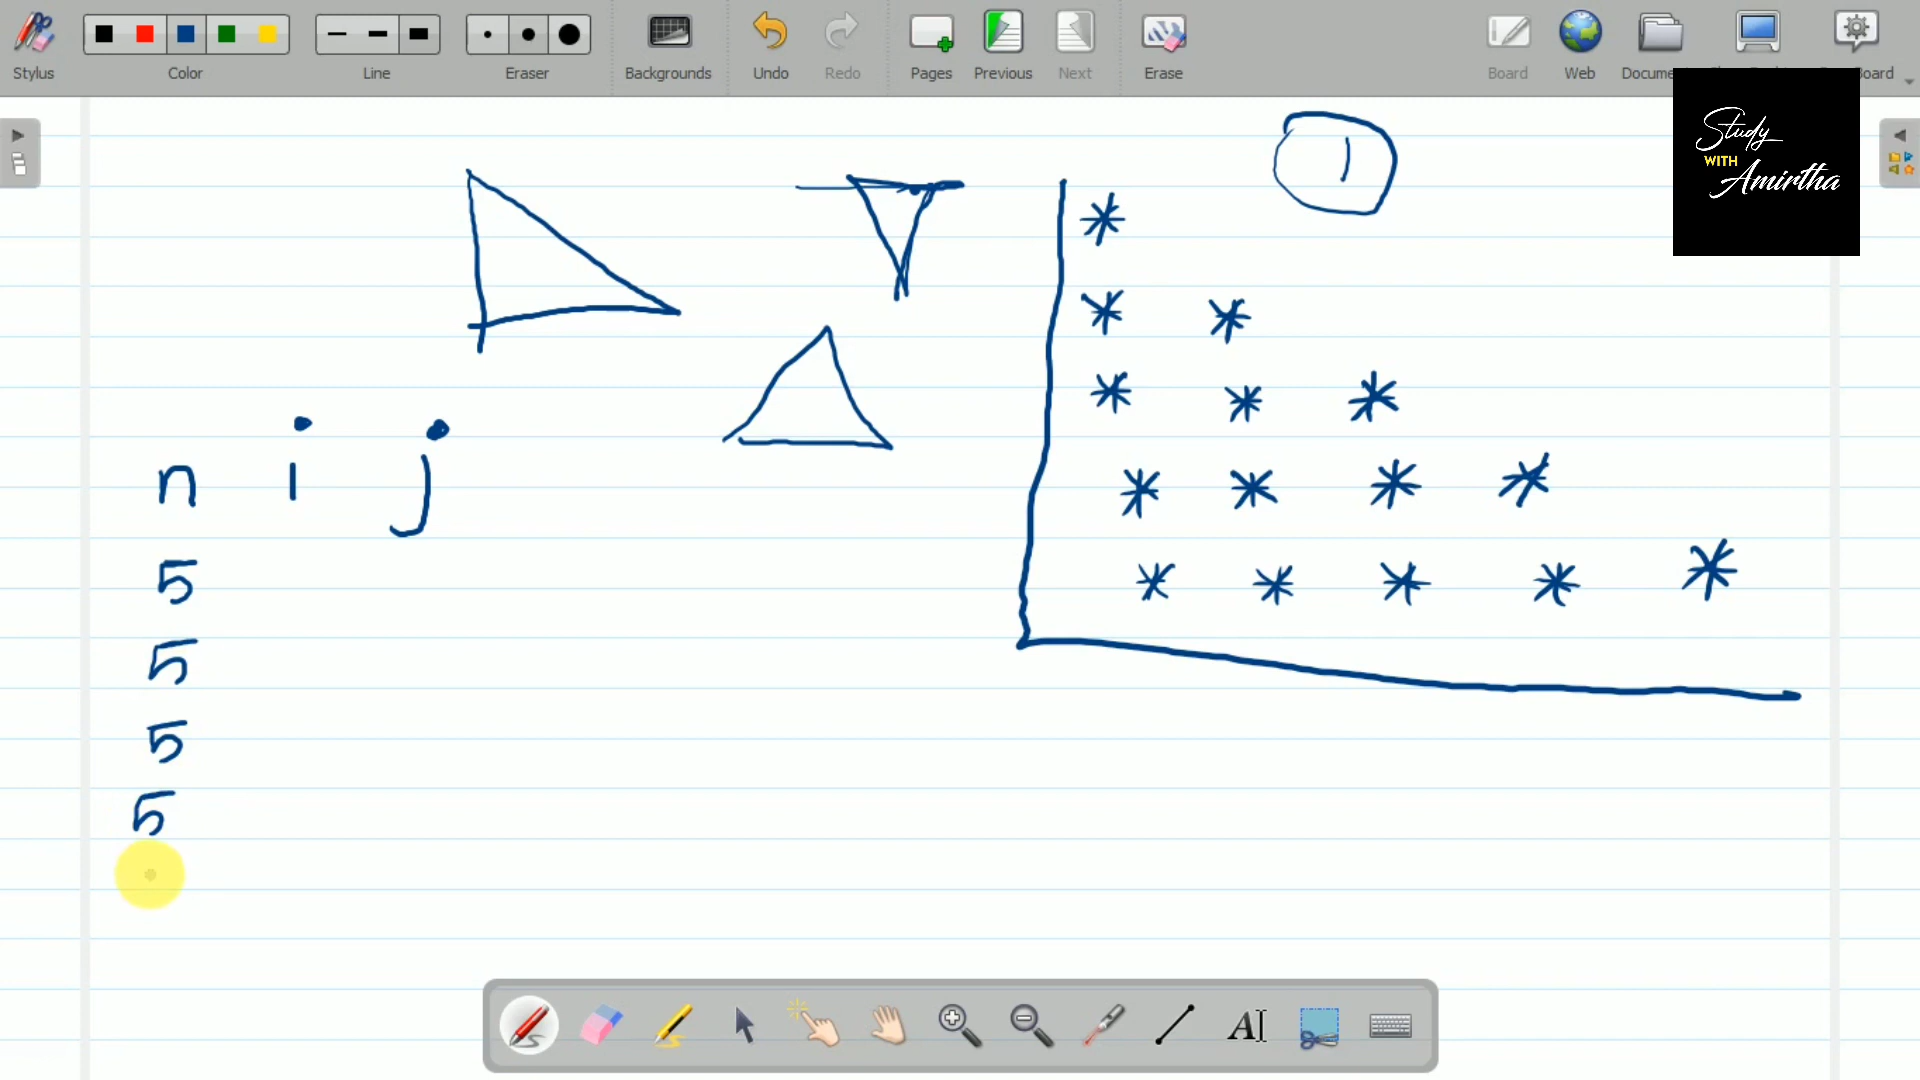 Stylus Color Line Eraser Backgrounds Undo Redo Pages Previous Next Erase Board Web
Study
WITH
Amirtha
1
*
* *
* * *
* * * *
* * * * *
n i j
5
5
5
5